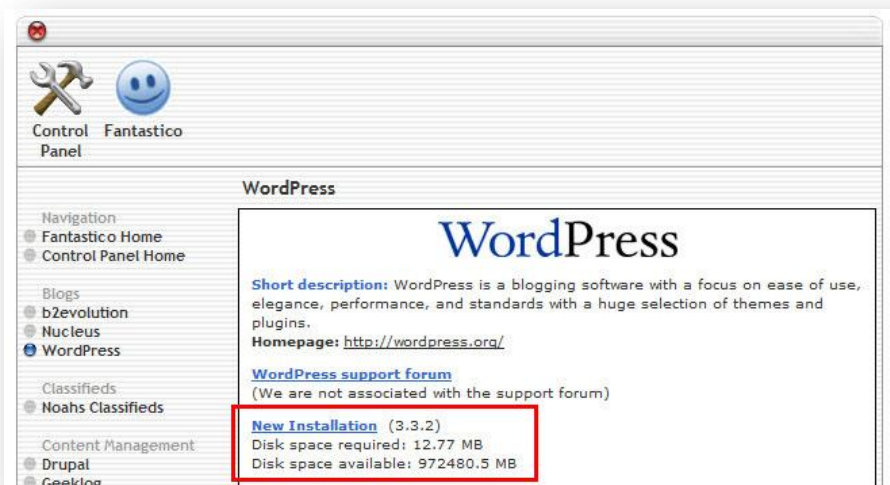 Control Panel
Fantastico
WordPress
Navigation
Fantastico Home
Control Panel Home
Blogs
b2evolution
Nucleus
WordPress
Classifieds
Noahs Classifieds
Content Management
Drupal
Geeklog
WordPress
Short description: WordPress is a blogging software with a focus on ease of use,
elegance, performance, and standards with a huge selection of themes and
plugins.
Homepage: http://wordpress.org/
WordPress support forum
(We are not associated with the support forum)
New Installation (3.3.2)
Disk space required: 12.77 MB
Disk space available: 972480.5 MB